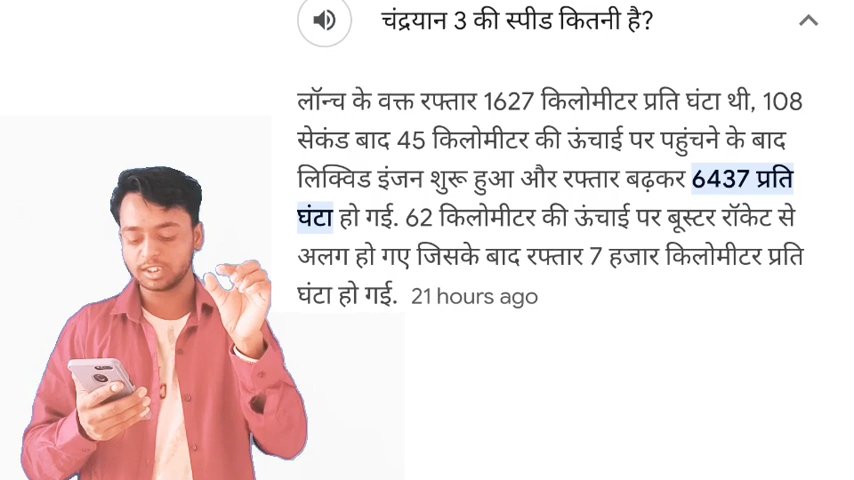 चंद्रयान 3 की स्पीड कितनी है?
लॉन्च के वक्त रफ्तार 1627 किलोमीटर प्रति घंटा थी, 108
सेकंड बाद 45 किलोमीटर की ऊंचाई पर पहुंचने के बाद
लिक्विड इंजन शुरू हुआ और रफ्तार बढ़कर 6437 प्रति
घंटा हो गई. 62 किलोमीटर की ऊंचाई पर बूस्टर रॉकेट से
अलग हो गए जिसके बाद रफ्तार 7 हजार किलोमीटर प्रति
घंटा हो गई. 21 hours ago